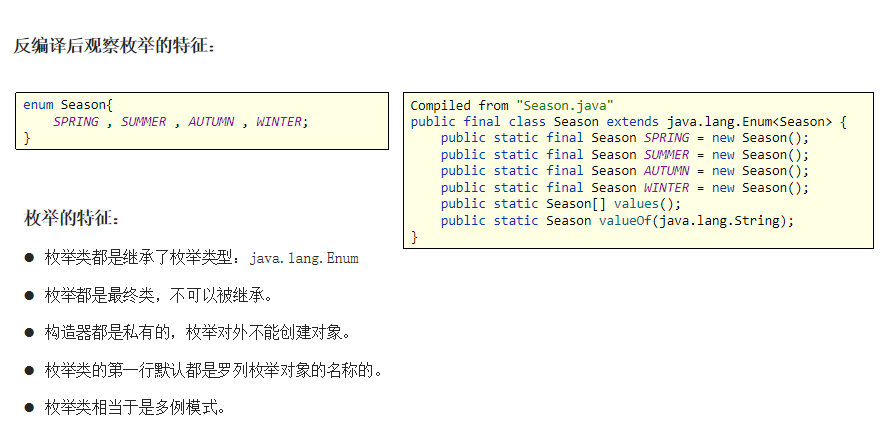 反编译后观察枚举的特征：
enum Season{
SPRING , SUMMER , AUTUMN , WINTER;
}
Compiled from "Season.java"
public final class Season extends java.lang.Enum<Season> {
public static final Season SPRING = new Season();
public static final Season SUMMER = new Season();
public static final Season AUTUMN = new Season();
public static final Season WINTER = new Season();
public static Season[] values();
public static Season valueOf(java.lang.String);
}
枚举的特征：
● 枚举类都是继承了枚举类型：java.lang.Enum
● 枚举都是最终类，不可以被继承。
● 构造器都是私有的，枚举对外不能创建对象。
● 枚举类的第一行默认都是罗列枚举对象的名称的。
● 枚举类相当于是多例模式。